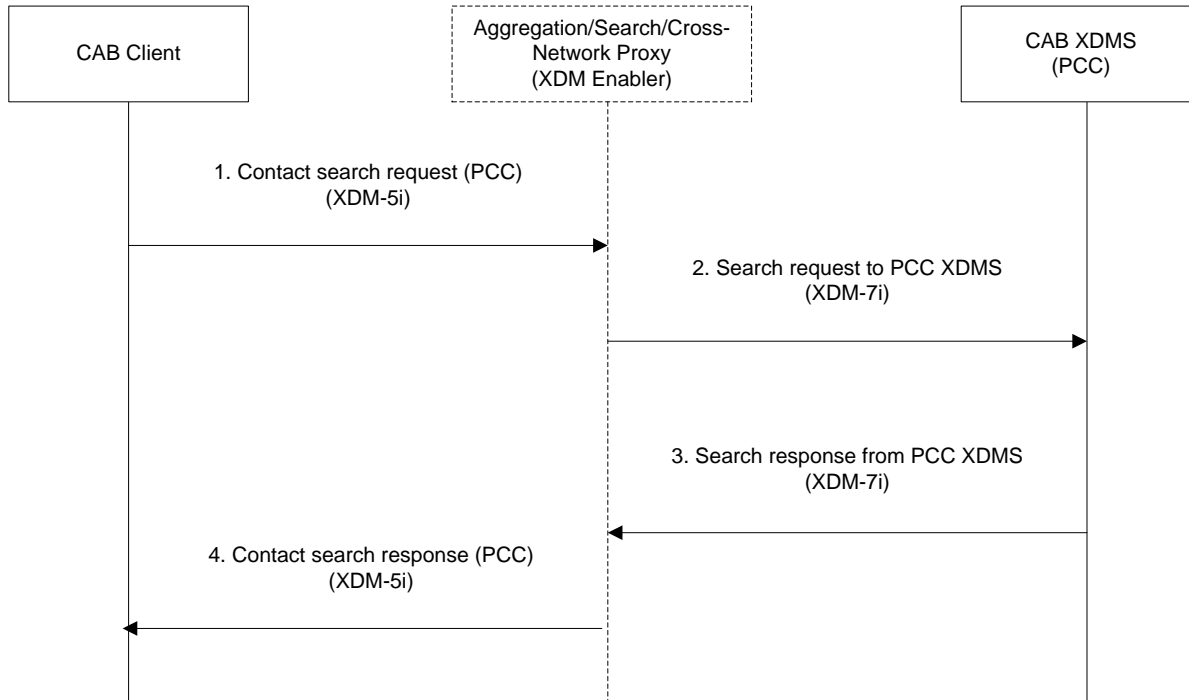 CAB Client
Aggregation/Search/Cross-
Network Proxy
(XDM Enabler)
CAB XDMS
(PCC)
1. Contact search request (PCC)
(XDM-5i)
2. Search request to PCC XDMS
(XDM-7i)
3. Search response from PCC XDMS
(XDM-7i)
4. Contact search response (PCC)
(XDM-5i)